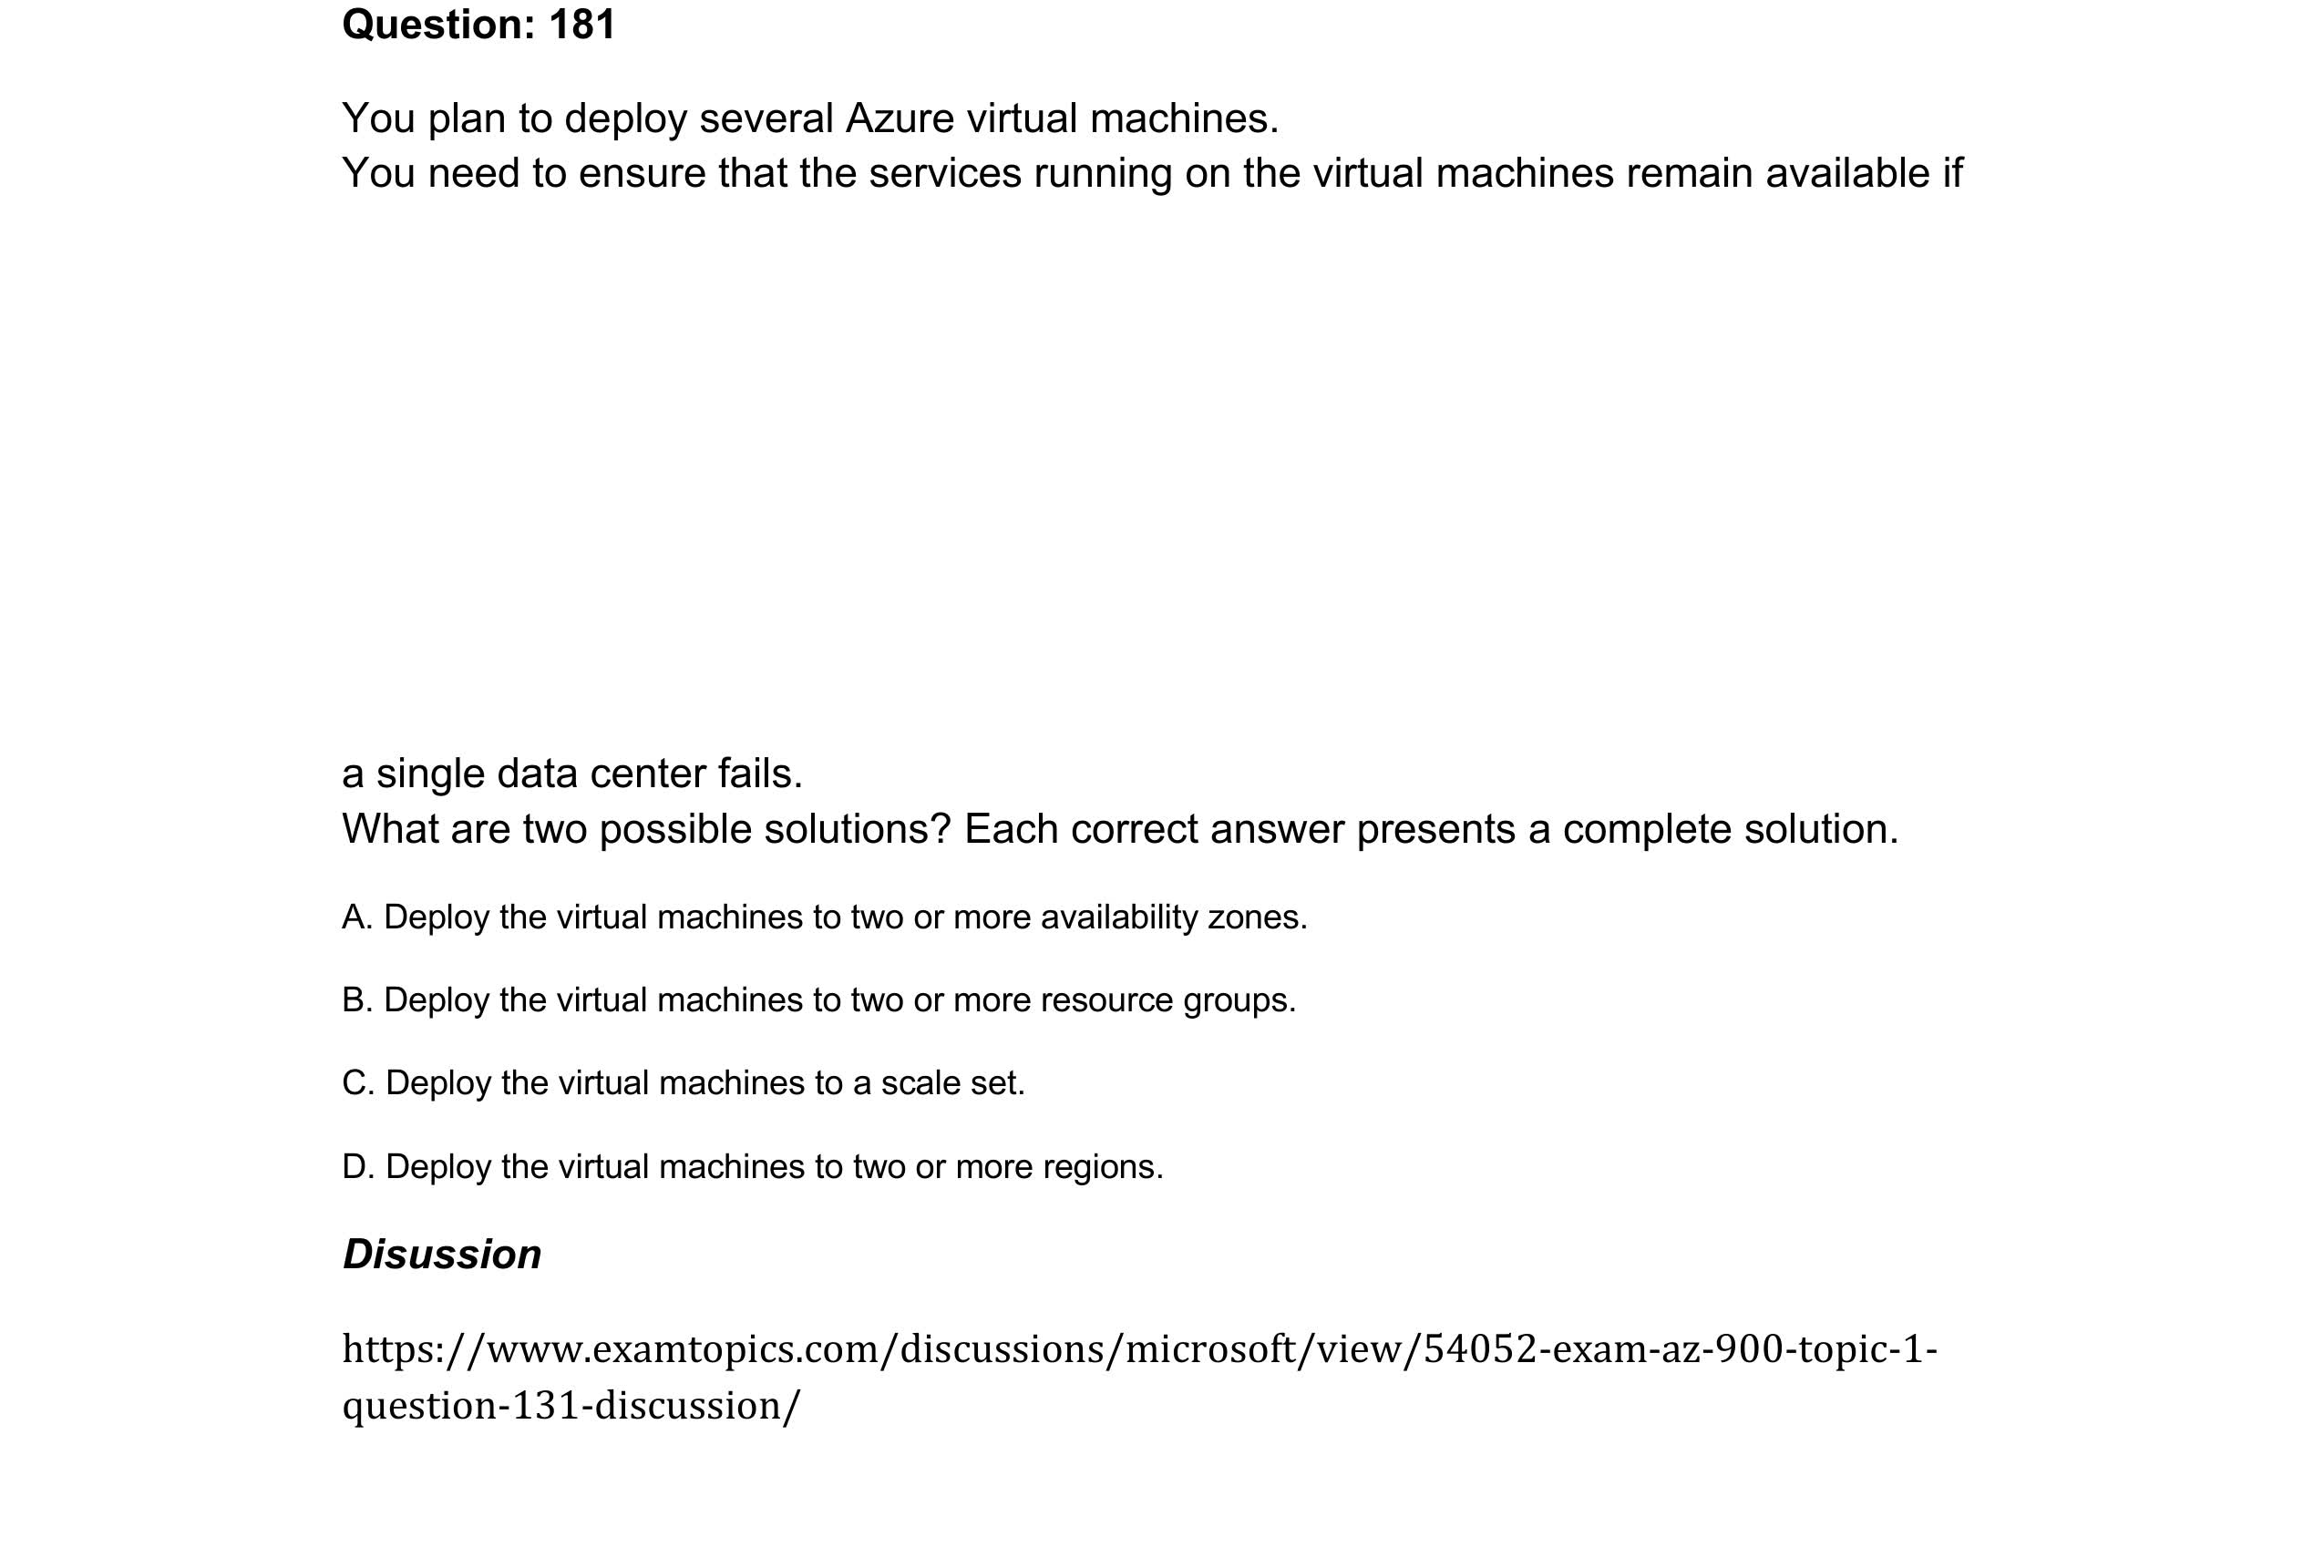 Question: 181
You plan to deploy several Azure virtual machines.
You need to ensure that the services running on the virtual machines remain available if
a single data center fails.
What are two possible solutions? Each correct answer presents a complete solution.
A. Deploy the virtual machines to two or more availability zones.
B. Deploy the virtual machines to two or more resource groups.
C. Deploy the virtual machines to a scale set.
D. Deploy the virtual machines to two or more regions.
Disussion
https://www.examtopics.com/discussions/microsoft/view/54052-exam-az-900-topic-1-
question-131-discussion/